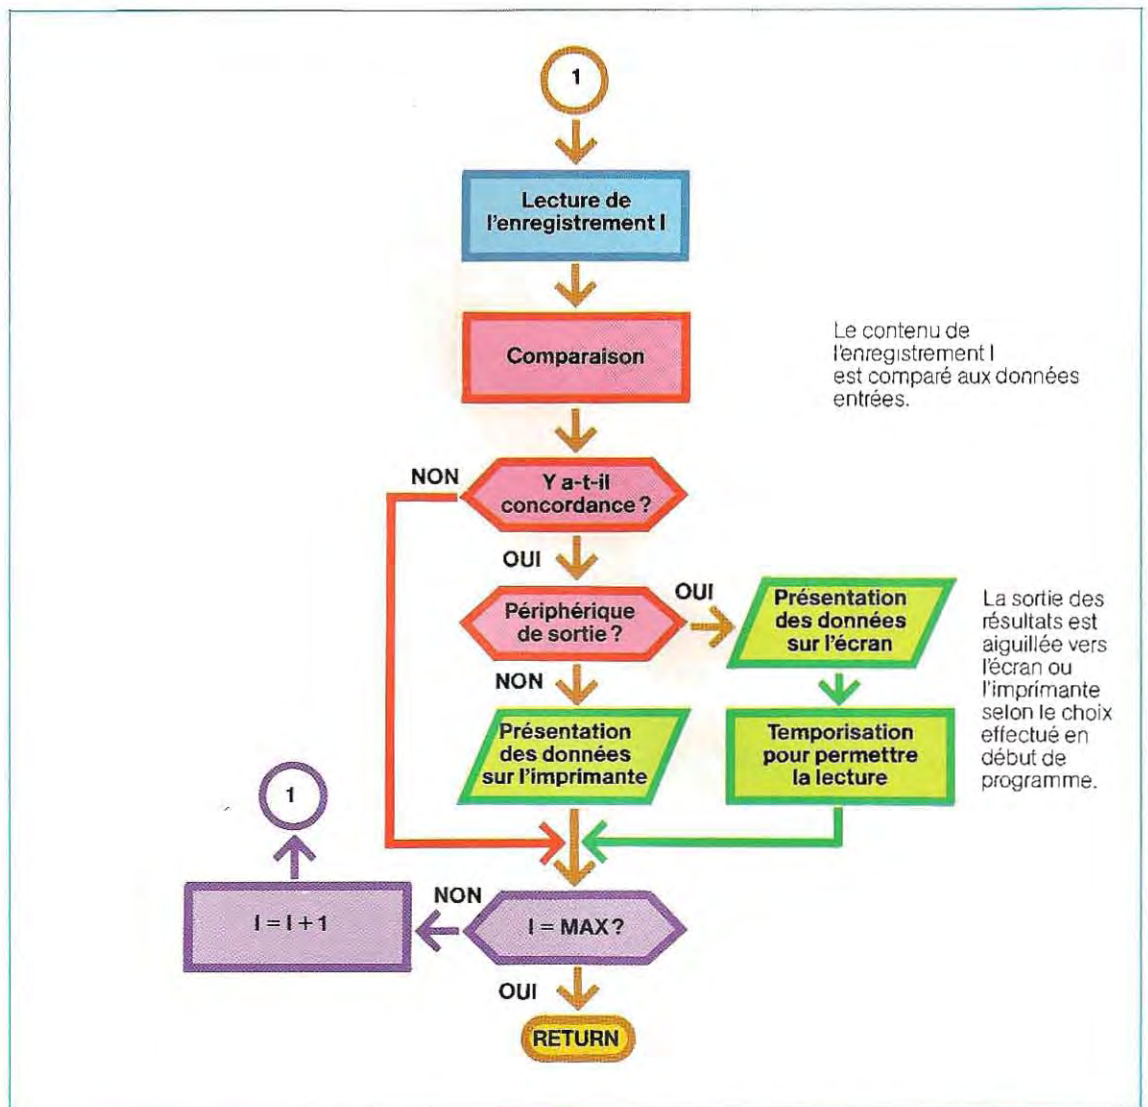 1
Lecture de
l'enregistrement I
Comparaison
Le contenu de
l'enregistrement I
est comparé aux données
entrées.
NON
Y a-t-il
concordance ?
OUI
Périphérique
de sortie ?
OUI
Présentation
des données
sur l'écran
La sortie des
résultats est
aiguillée vers
l'écran ou
l'imprimante
selon le choix
effectué en
début de
programme.
NON
Présentation
des données
sur l'imprimante
Temporisation
pour permettre
la lecture
1
I = I + 1
NON
I = MAX ?
OUI
RETURN